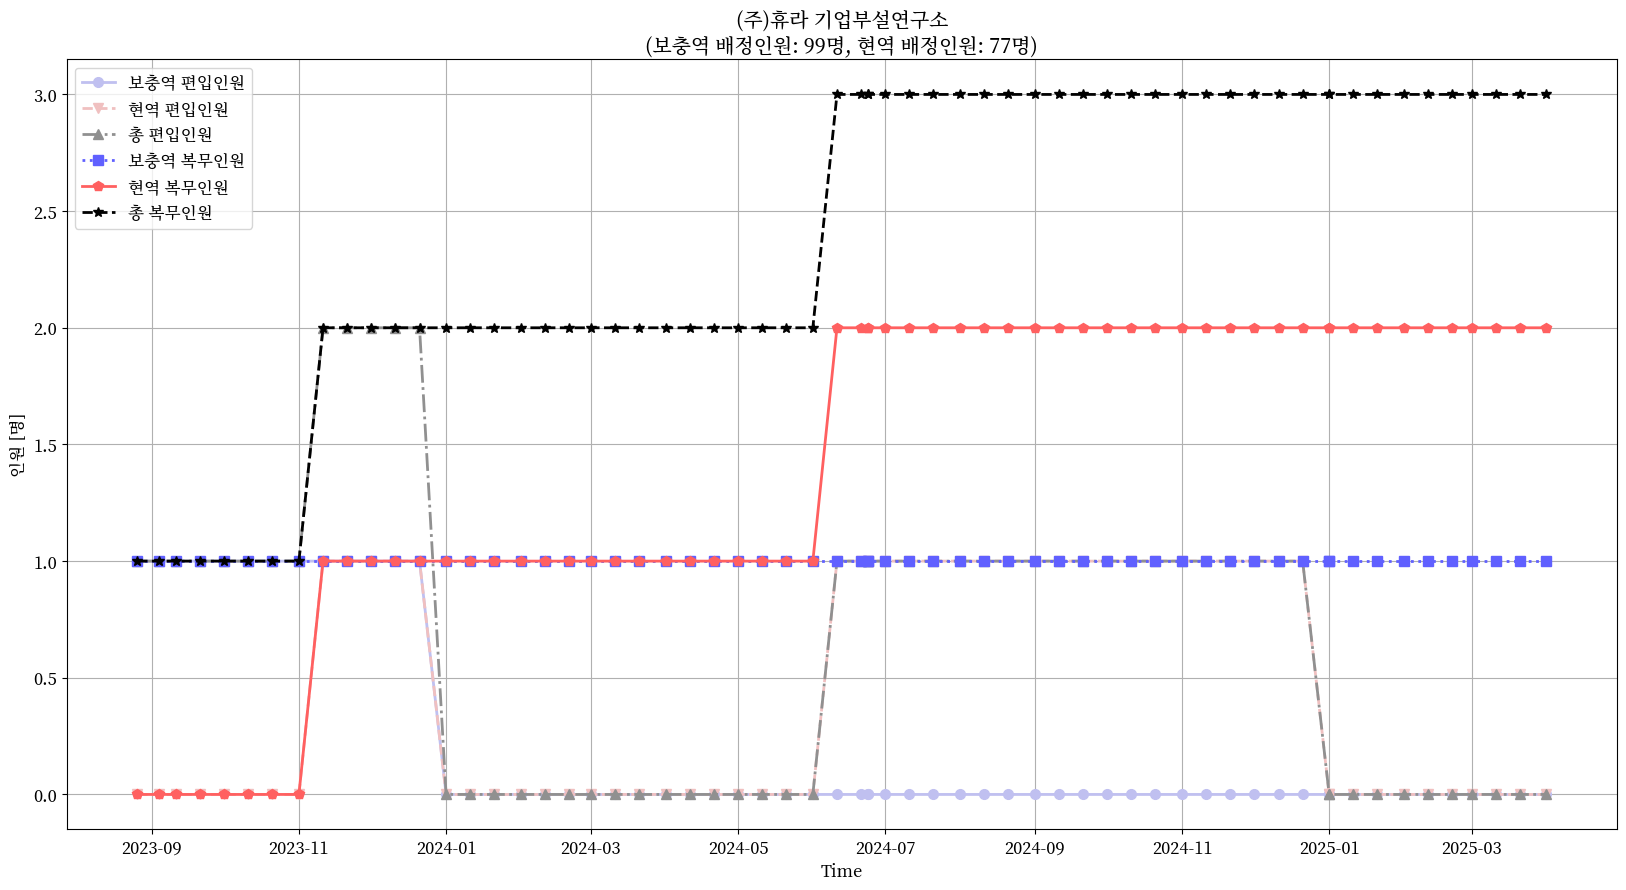 (주)휴라 기업부설연구소
(보충역 배정인원: 99명, 현역 배정인원: 77명)
보충역 편입인원
현역 편입인원
총 편입인원
보충역 복무인원
현역 복무인원
총 복무인원
3.0
2.5
2.0
1.5
1.0
0.5
0.0
인원 [명]
2023-09 2023-11 2024-01 2024-03 2024-05 2024-07 2024-09 2024-11 2025-01 2025-03
Time